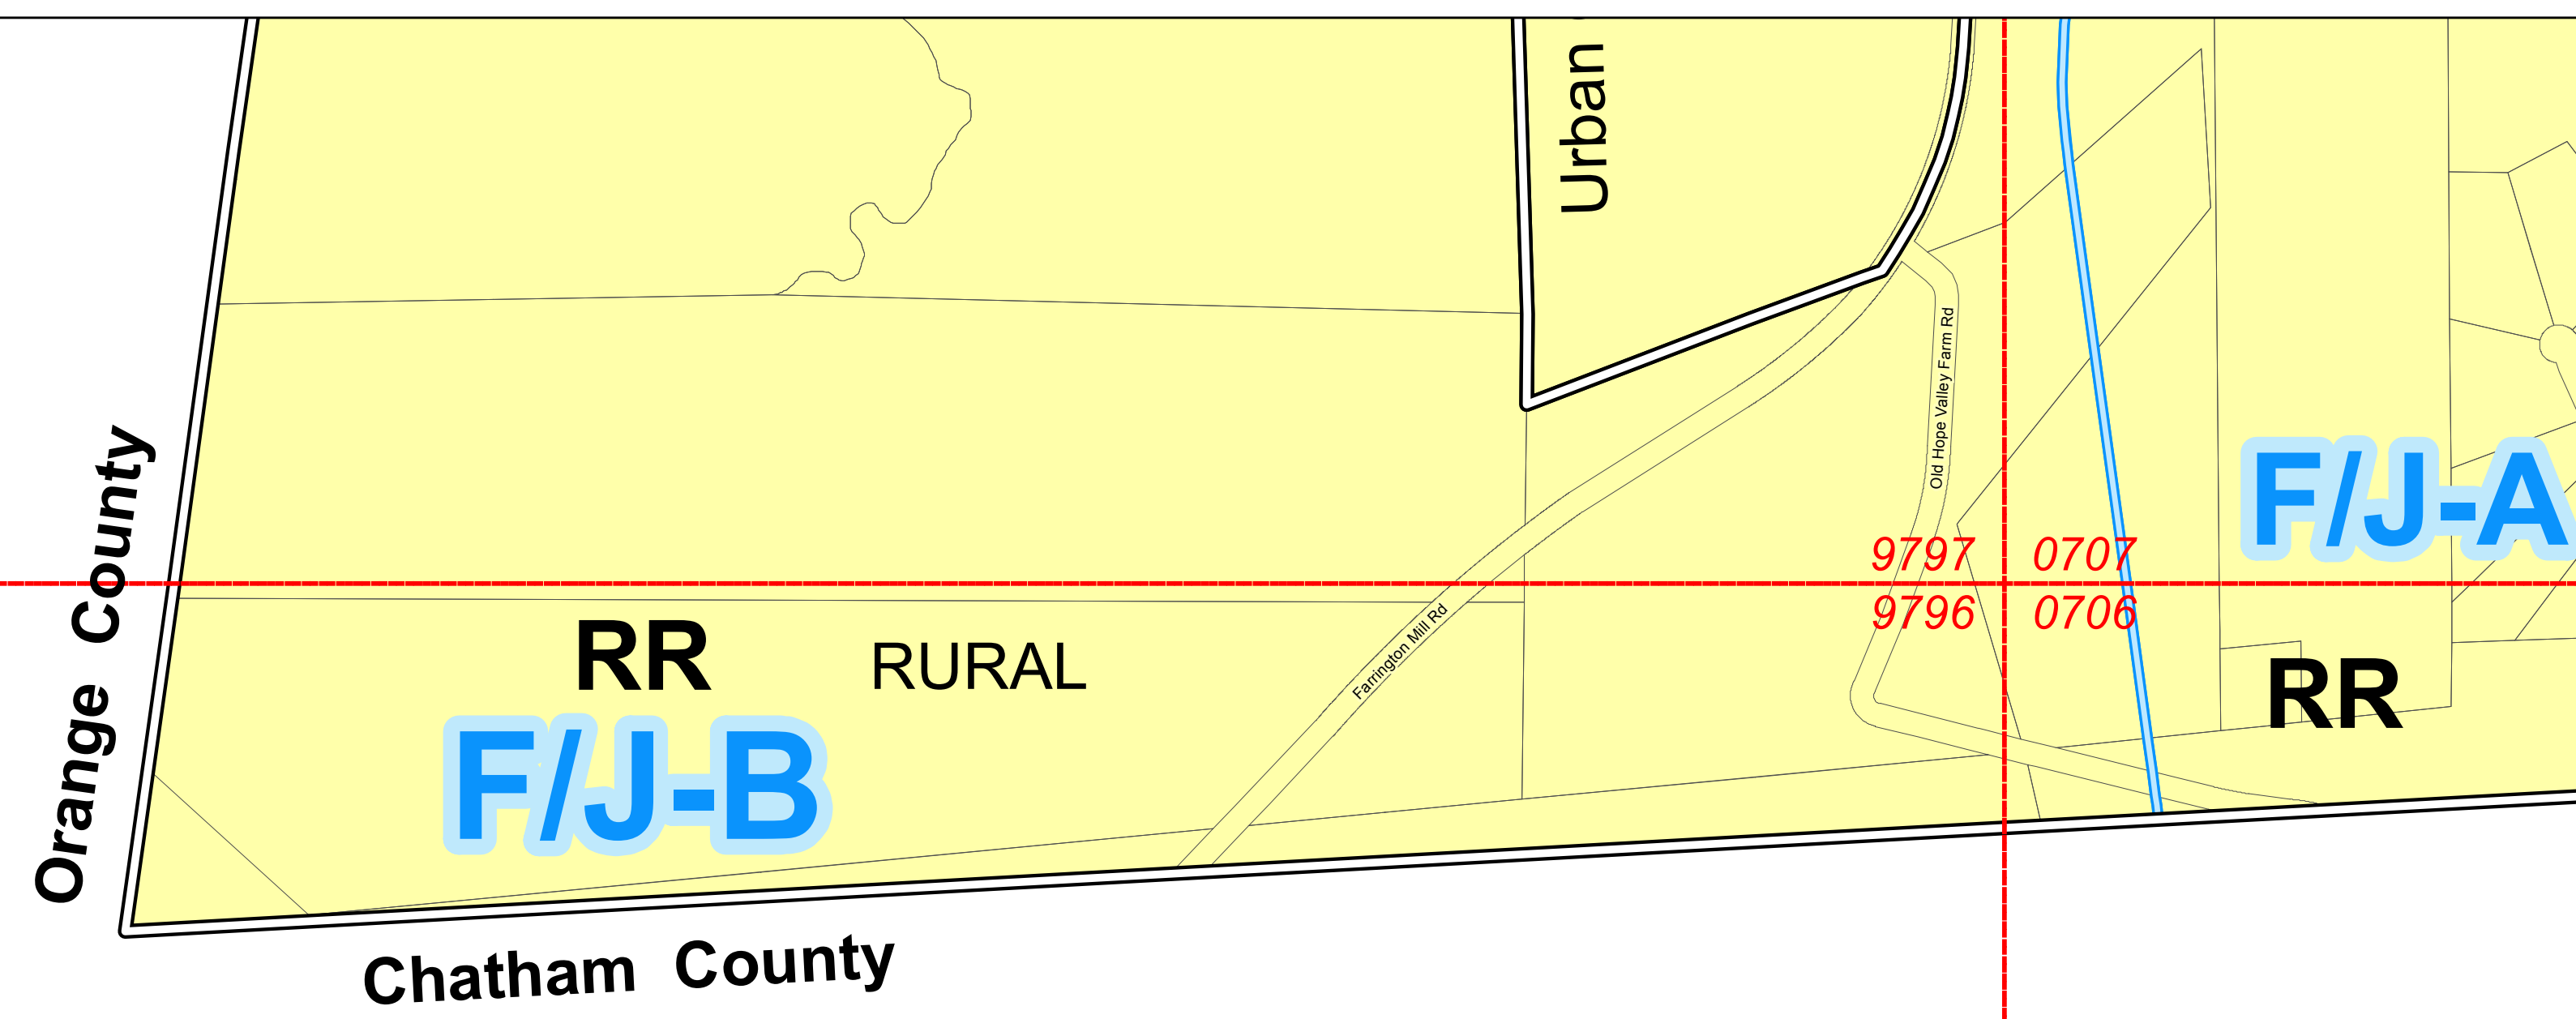 Urban
Orange County
Old Hope Valley Farm Rd
F/J-A
9797
0707
9796
0706
Farrington Mill Rd
RR
RURAL
RR
F/J-B
Chatham County